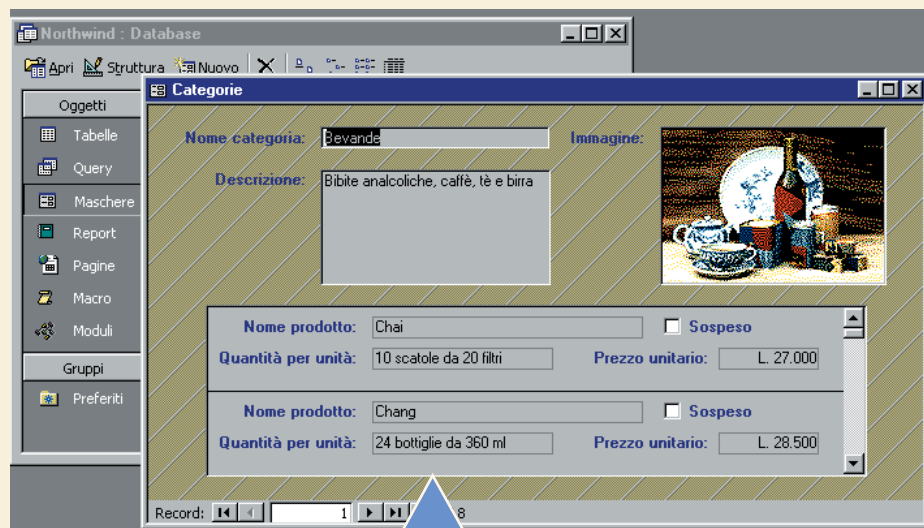 Northwind : Database
Apri Struttura Nuovo
Oggetti
Tabelle
Query
Maschere
Report
Pagine
Macro
Moduli
Gruppi
Preferiti
Categorie
Nome categoria: Bevande
Immagine:
Descrizione: Bibite analcoliche, caffè, tè e birra
Nome prodotto: Chai Sospeso
Quantità per unità: 10 scatole da 20 filtri Prezzo unitario: L. 27.000
Nome prodotto: Chang Sospeso
Quantità per unità: 24 bottiglie da 360 ml Prezzo unitario: L. 28.500
Record: 1 8